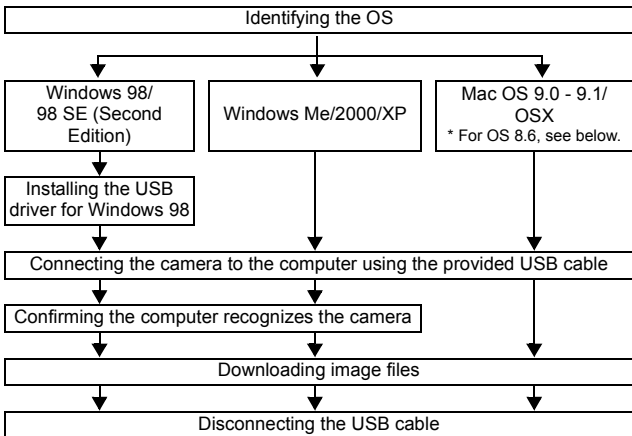 Identifying the OS
Windows 98/
98 SE (Second
Edition)
Windows Me/2000/XP
Mac OS 9.0 - 9.1/
OSX
* For OS 8.6, see below.
Installing the USB
driver for Windows 98
Connecting the camera to the computer using the provided USB cable
Confirming the computer recognizes the camera
Downloading image files
Disconnecting the USB cable